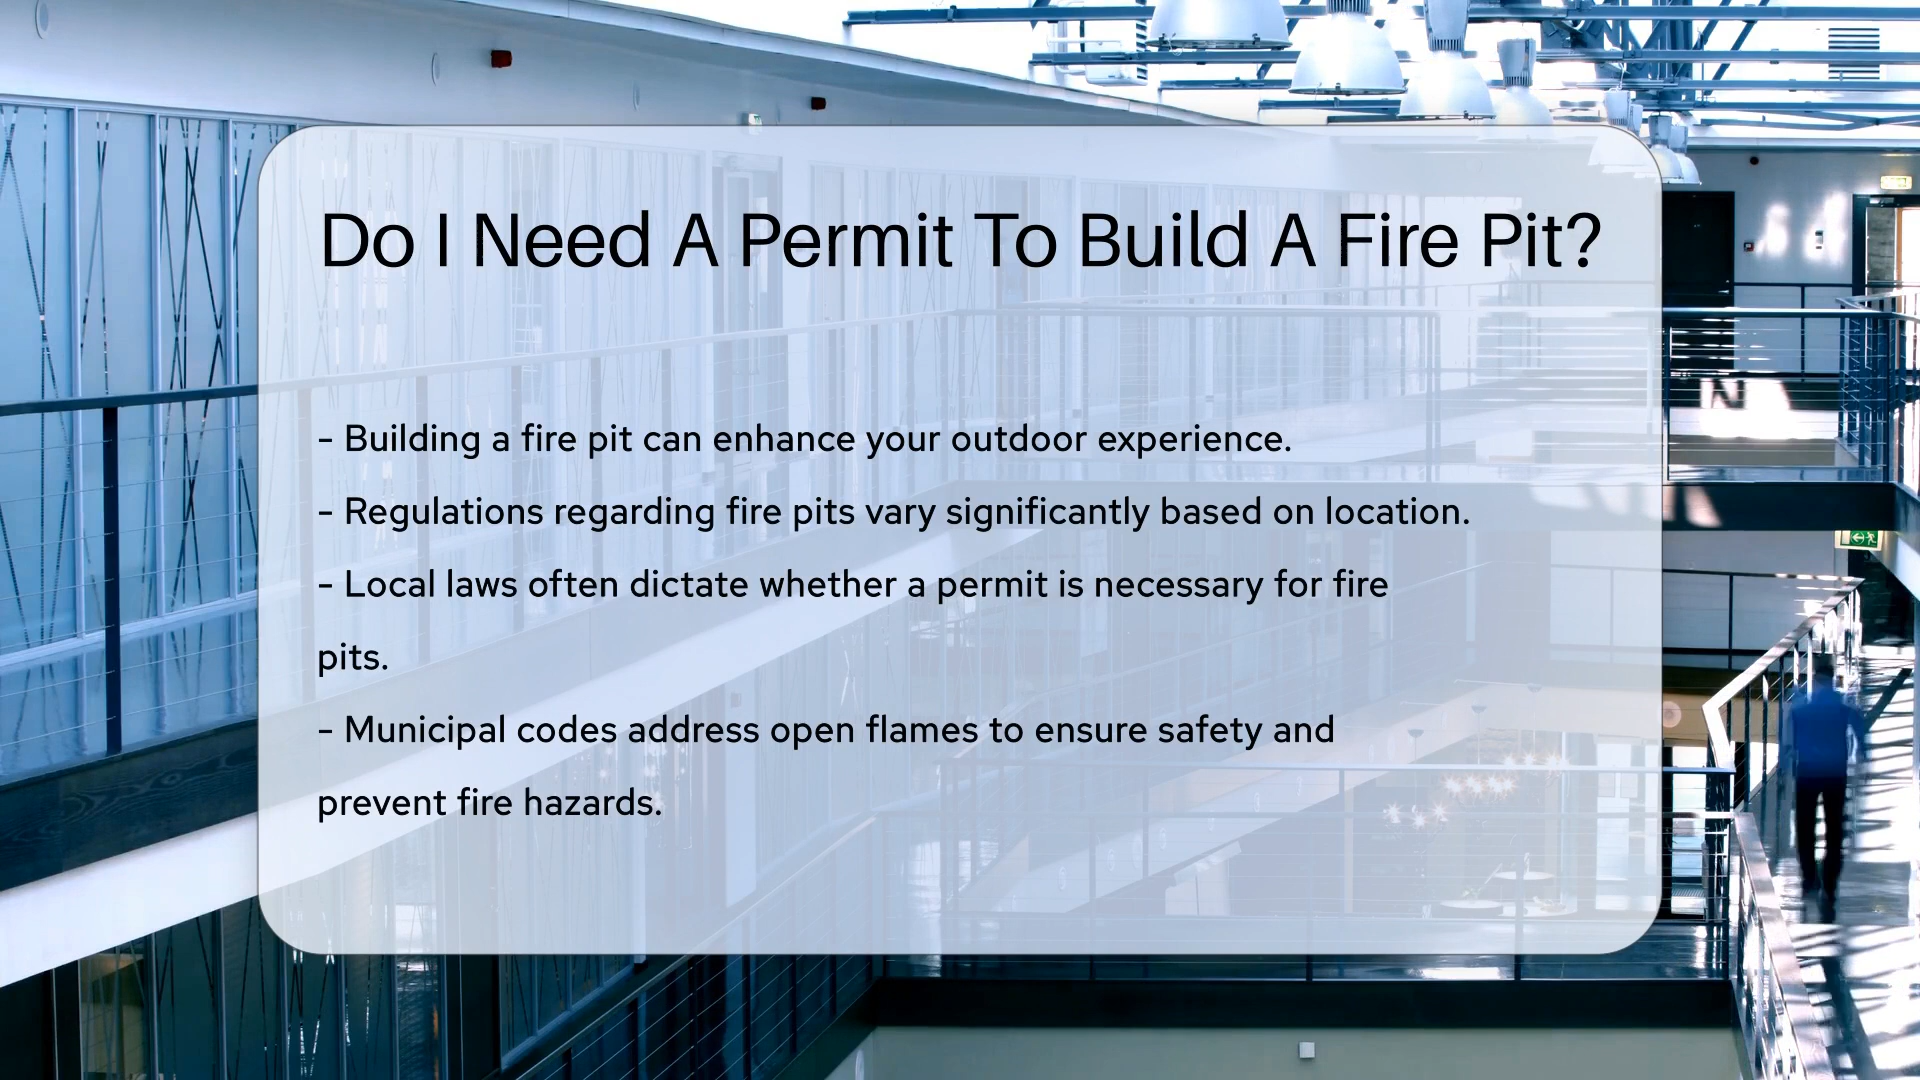 Do I Need A Permit To Build A Fire Pit?
- Building a fire pit can enhance your outdoor experience.
- Regulations regarding fire pits vary significantly based on location.
- Local laws often dictate whether a permit is necessary for fire
pits.
- Municipal codes address open flames to ensure safety and
prevent fire hazards.